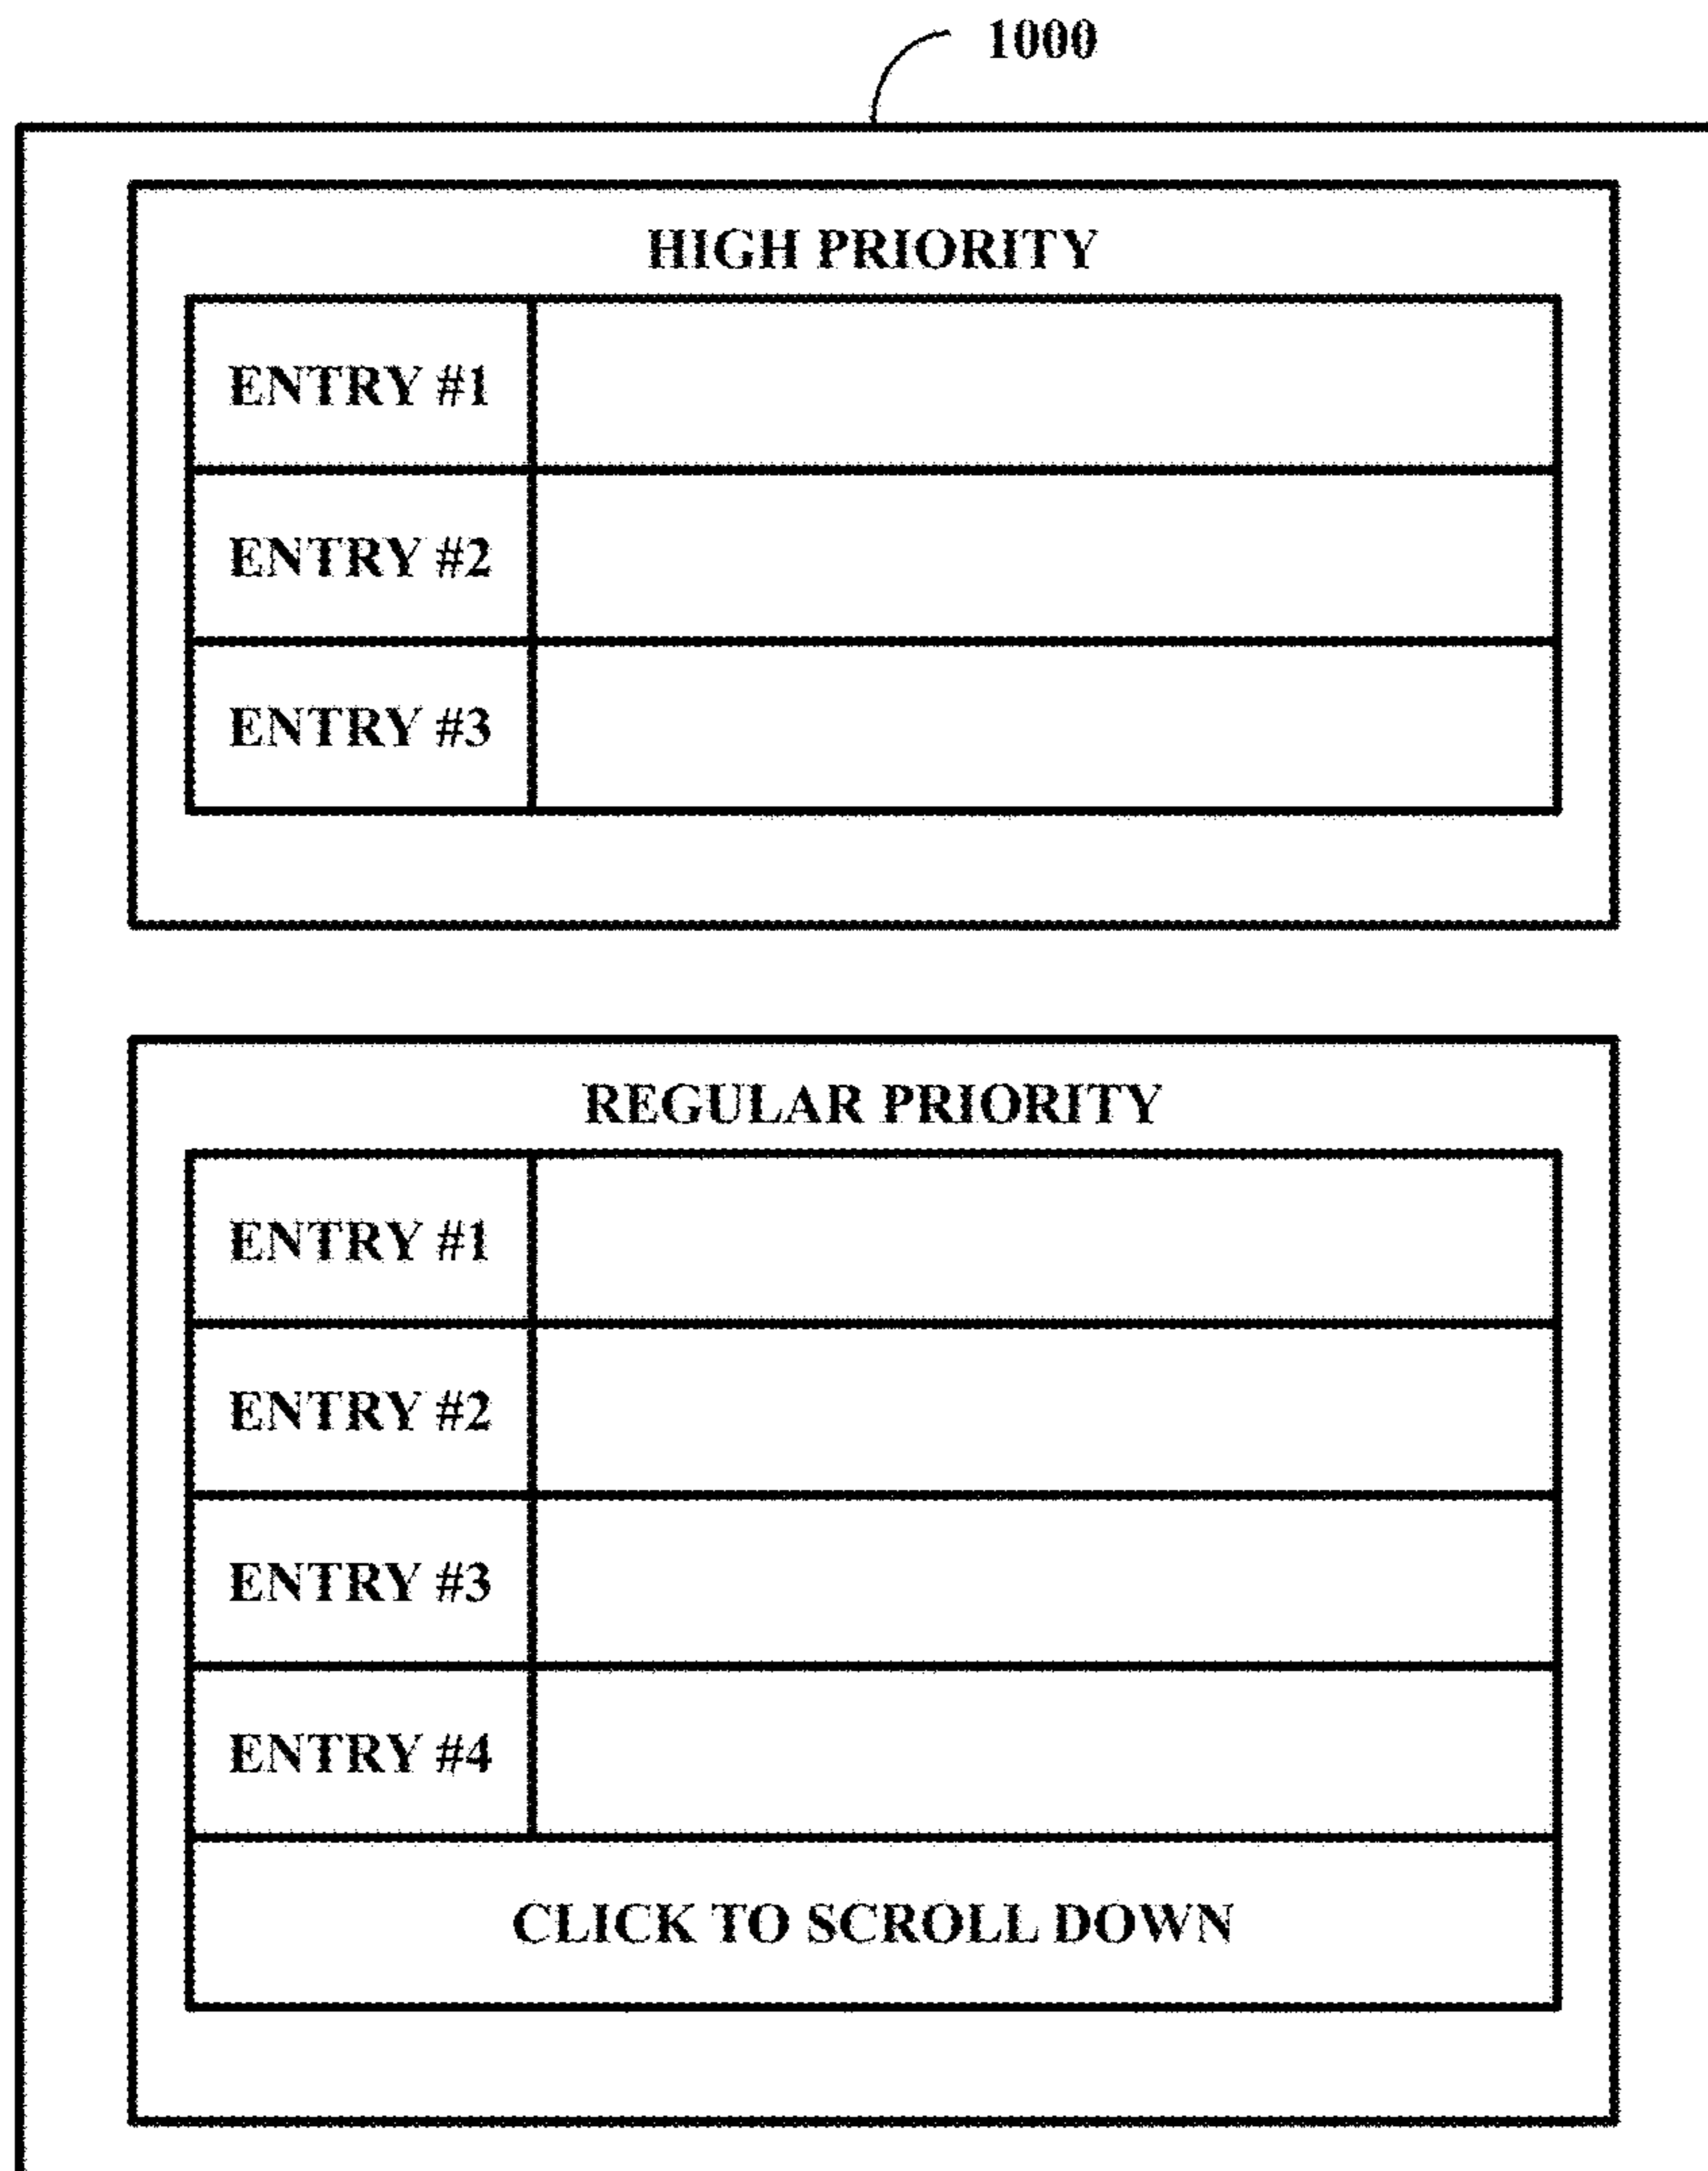 1000
HIGH PRIORITY
ENTRY #1
ENTRY #2
ENTRY #3
REGULAR PRIORITY
ENTRY #1
ENTRY #2
ENTRY #3
ENTRY #4
CLICK TO SCROLL DOWN